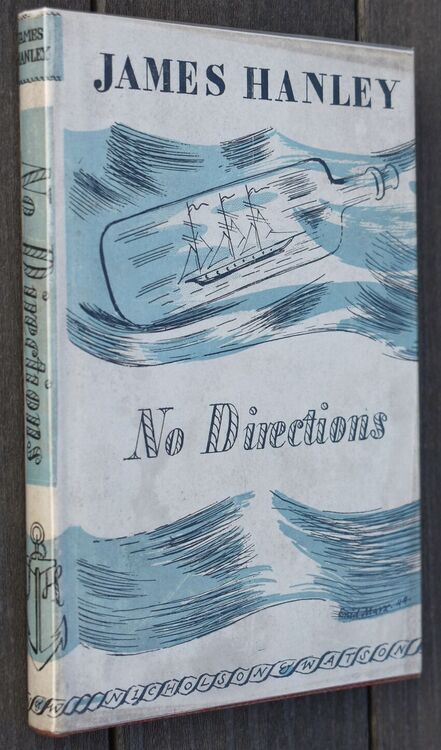 JAMES HANLEY
No Directions
Enid Marx 44
NICHOLSON & WATSON
JAMES
HANLEY
No Directions
N & W